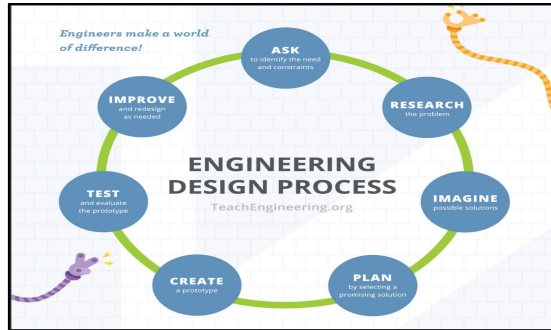 Engineers make a world
of difference!
ASK
to identify the need
and constraints
RESEARCH
the problem
IMAGINE
possible solutions
PLAN
by selecting a
promising solution
CREATE
a prototype
TEST
and evaluate
the prototype
IMPROVE
and redesign
as needed
ENGINEERING
DESIGN PROCESS
TeachEngineering.org